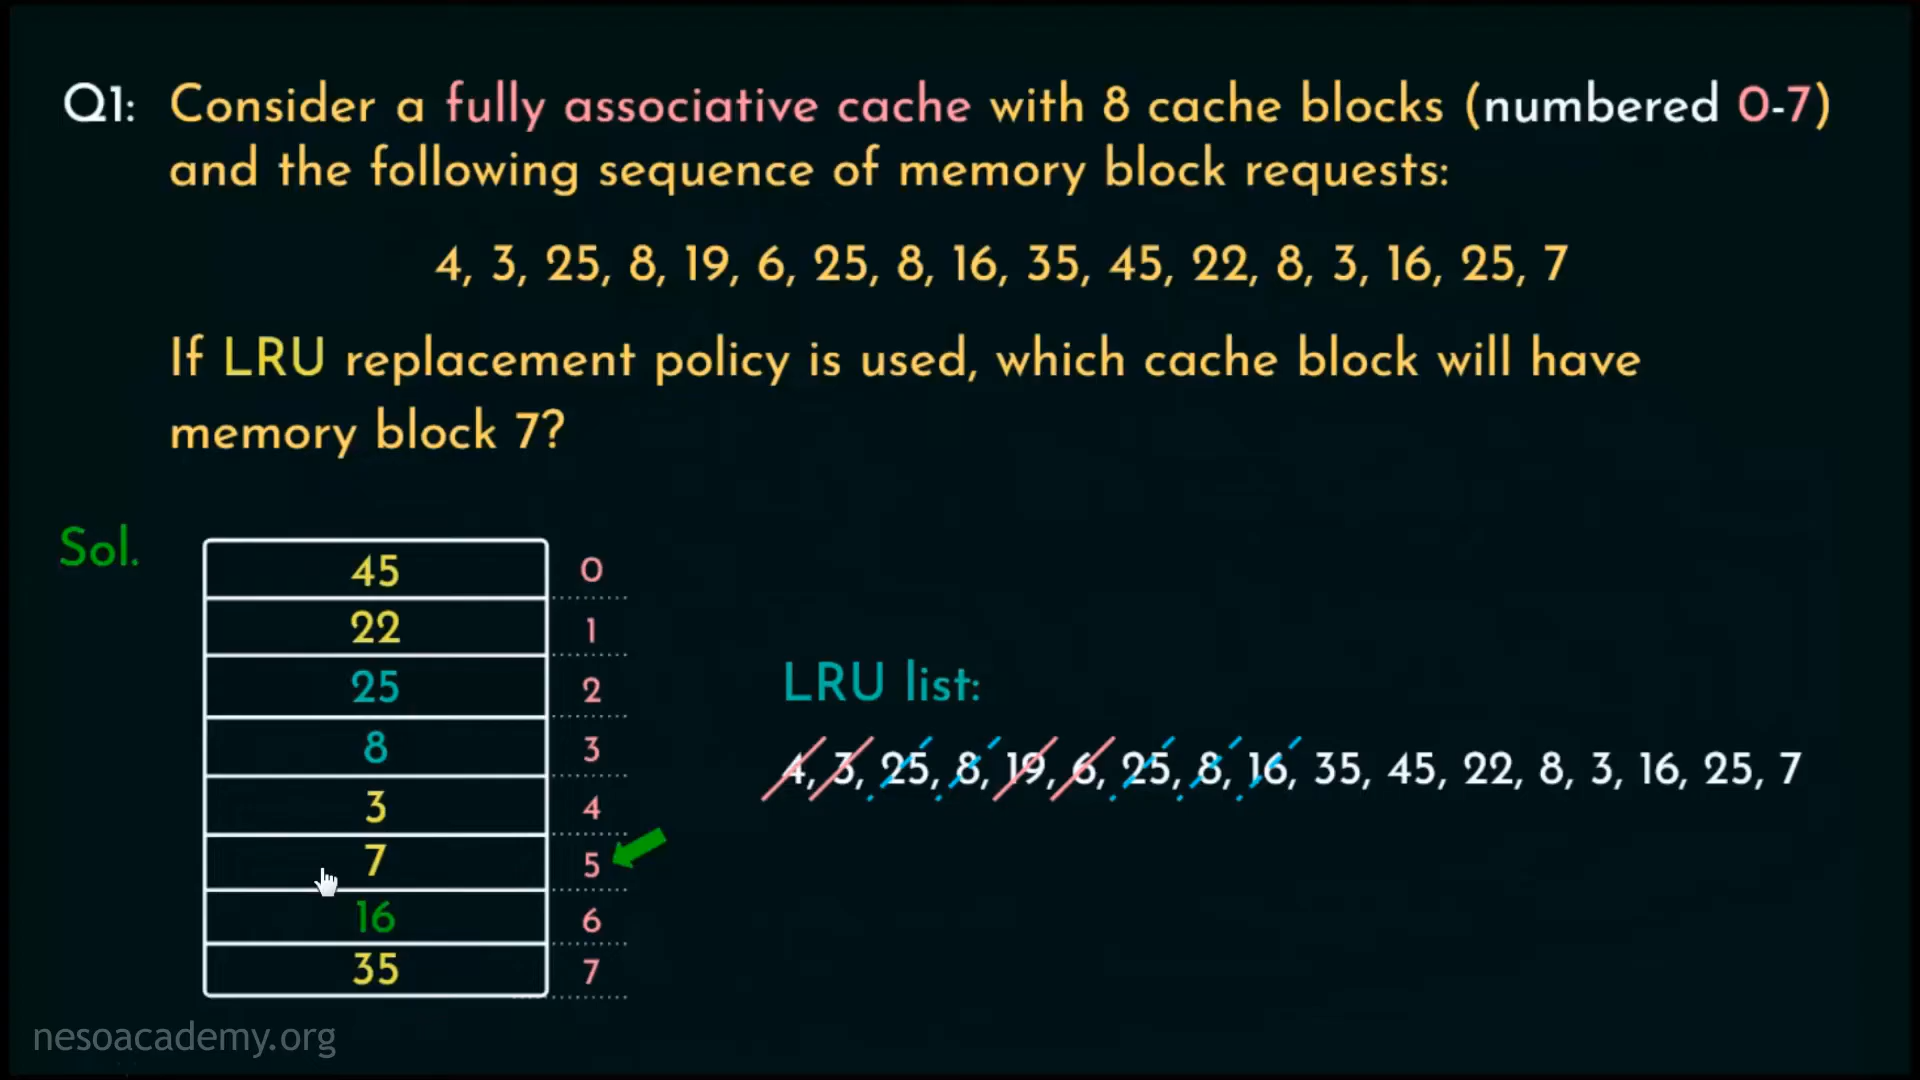 Q1: Consider a fully associative cache with 8 cache blocks (numbered 0-7)
and the following sequence of memory block requests:
4, 3, 25, 8, 19, 6, 25, 8, 16, 35, 45, 22, 8, 3, 16, 25, 7
If LRU replacement policy is used, which cache block will have
memory block 7?
Sol.
45 0
22 1
25 2
8 3
3 4
7 5
16 6
35 7
LRU list:
4, 3, 25, 8, 19, 6, 25, 8, 16, 35, 45, 22, 8, 3, 16, 25, 7
nesoacademy.org